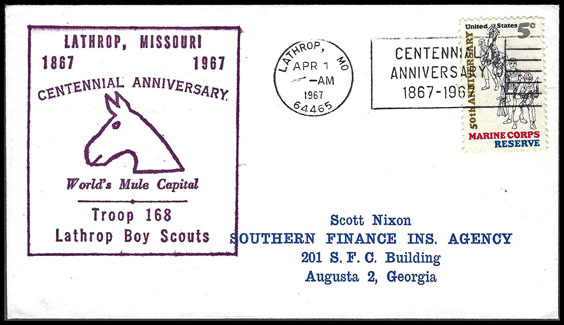 LATHROP, MISSOURI
1867 1967
CENTENNIAL ANNIVERSARY.
World's Mule Capital
Troop 168
Lathrop Boy Scouts
LATHROP, MO
APR 1
-AM
1967
64465
CENTENNIAL
ANNIVERSARY
1867-1967
United States 5c
50th ANNIVERSARY
MARINE CORPS
RESERVE
Scott Nixon
SOUTHERN FINANCE INS. AGENCY
201 S. F. C. Building
Augusta 2, Georgia